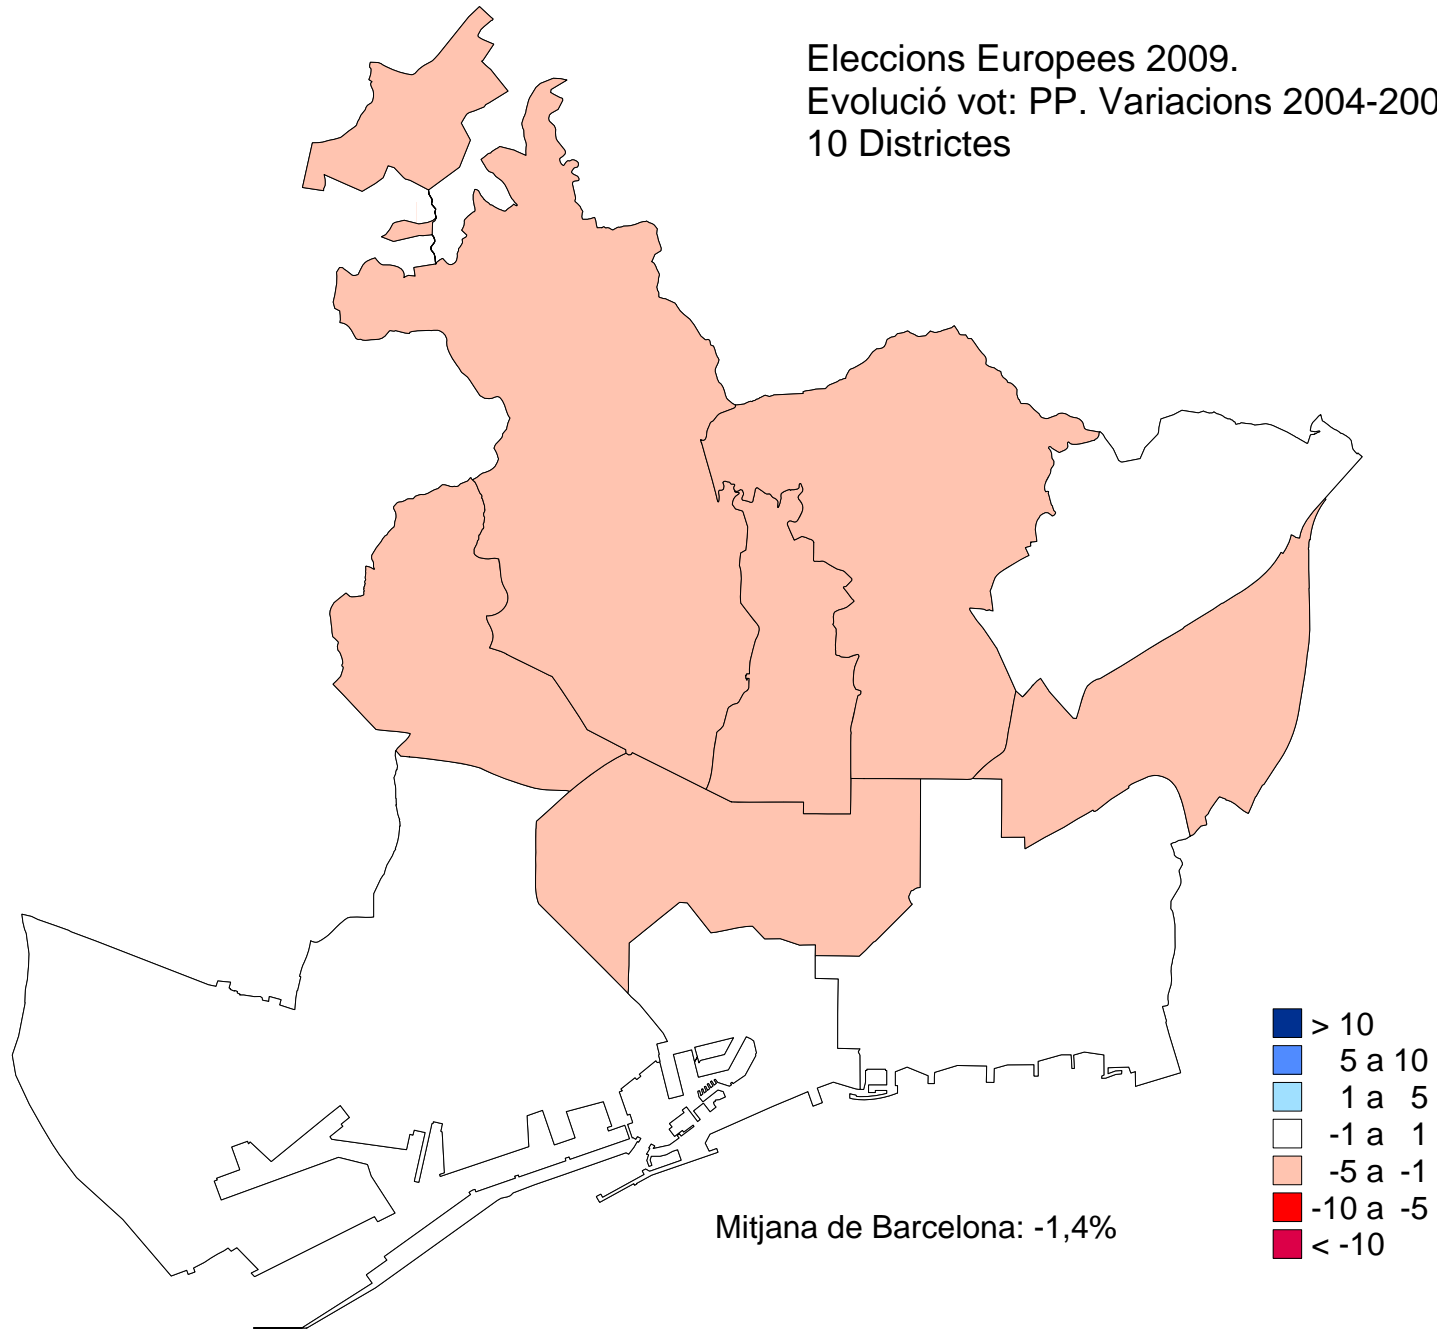 Eleccions Europees 2009.
Evolució vot: PP. Variacions 2004-200
10 Districtes
> 10
5 a 10
1 a 5
-1 a 1
-5 a -1
-10 a -5
< -10
Mitjana de Barcelona: -1,4%